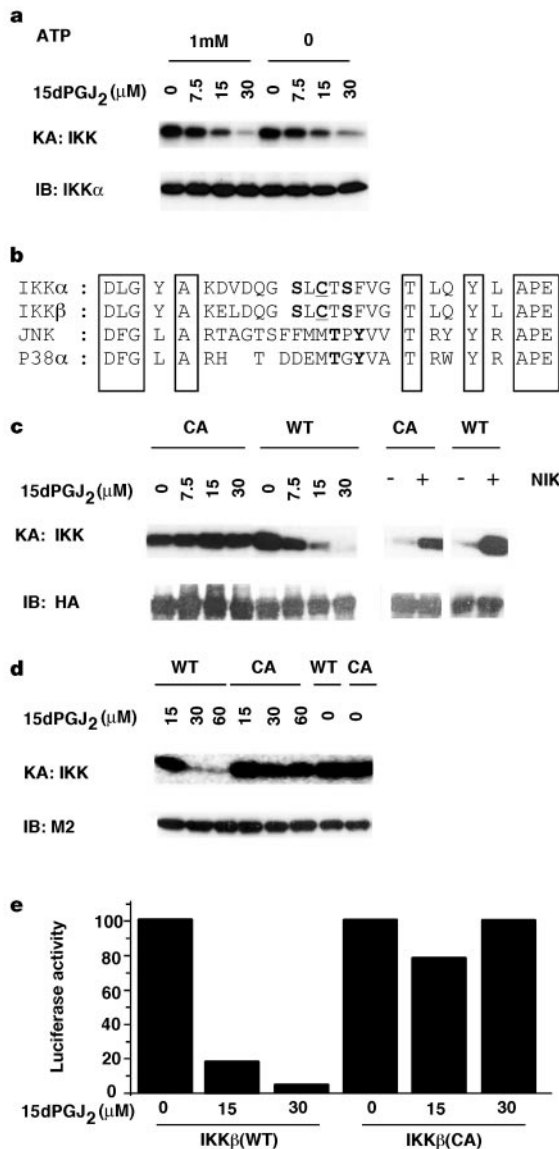 a
ATP
1mM 0
15dPGJ2 (μM) 0 7.5 15 30 0 7.5 15 30
KA: IKK
IB: IKKα
b
IKKα : DLG Y A KDVDQG SLCTSFVG T LQ Y L APE
IKKβ : DLG Y A KELDQG SLCTSFVG T LQ Y L APE
JNK : DFG L A RTAGTSFFMMTPYVVT T RY Y R APE
P38α : DFG L A RH T DDEMTGYVA T RW Y R APE
c
CA WT CA WT
15dPGJ2 (μM) 0 7.5 15 30 0 7.5 15 30 - + - + NIK
KA: IKK
IB: HA
d
WT CA WT CA
15dPGJ2 (μM) 15 30 60 15 30 60 0 0
KA: IKK
IB: M2
e
Luciferase activity
100
80
60
40
20
0
15dPGJ2 (μM) 0 15 30 0 15 30
IKKβ(WT) IKKβ(CA)